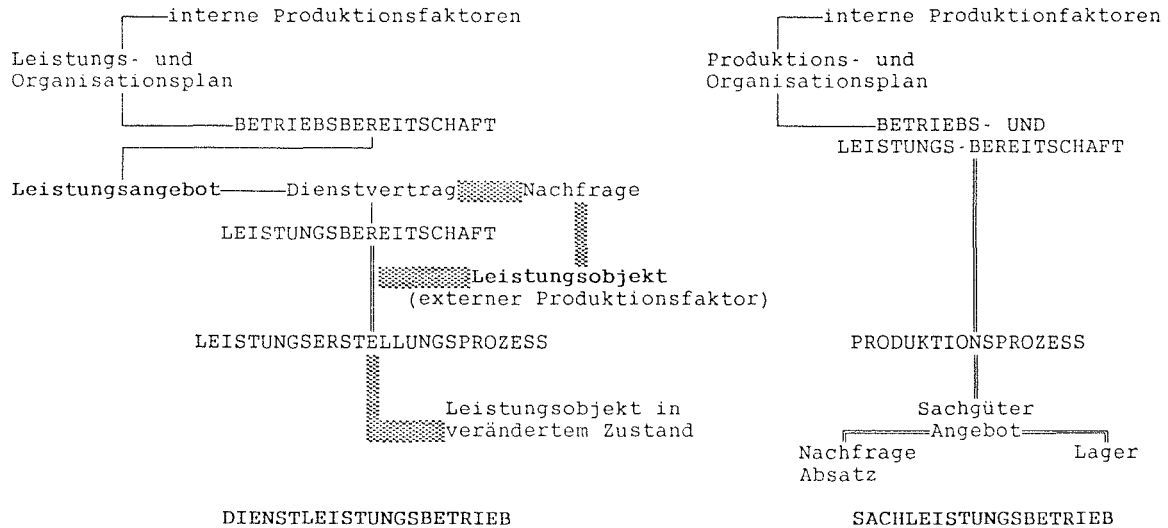 interne Produktionsfaktoren
Leistungs- und
Organisationsplan
BETRIEBSBEREITSCHAFT
Leistungsangebot Dienstvertrag Nachfrage
LEISTUNGSBEREITSCHAFT
Leistungsobjekt
(externer Produktionsfaktor)
LEISTUNGSERSTELLUNGSPROZESS
Leistungsobjekt in
verändertem Zustand
DIENSTLEISTUNGSBETRIEB
interne Produktionfaktoren
Produktions- und
Organisationsplan
BETRIEBS- UND
LEISTUNGS-BEREITSCHAFT
PRODUKTIONSPROZESS
Sachgüter
Angebot
Nachfrage Lager
Absatz
SACHLEISTUNGSBETRIEB